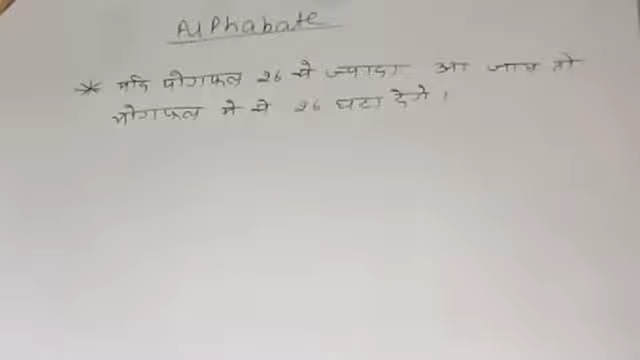 Alphabate
* यदि योगफल 26 से ज्यादा आ जाय तो
योगफल मे से 26 घटा देगे।